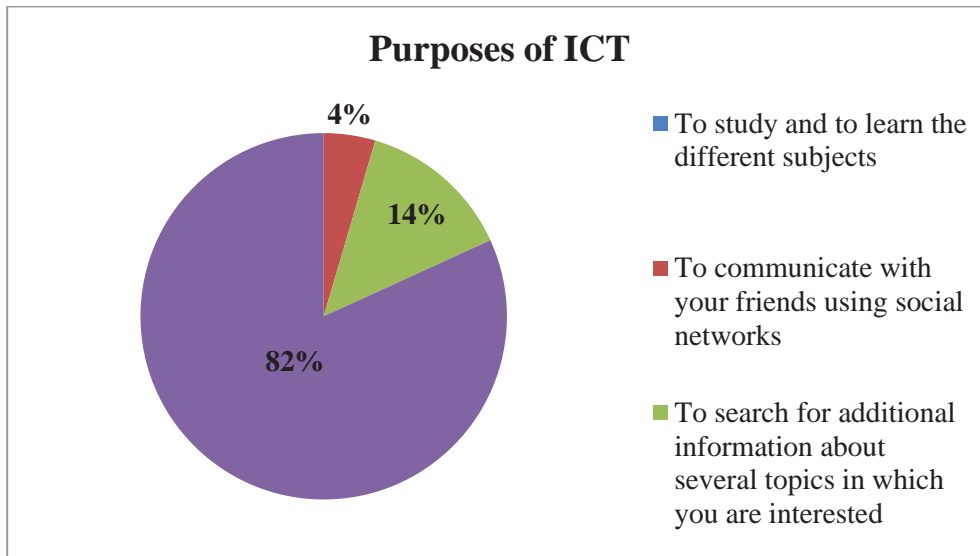 Purposes of ICT
4%
14%
82%
To study and to learn the
different subjects
To communicate with
your friends using social
networks
To search for additional
information about
several topics in which
you are interested